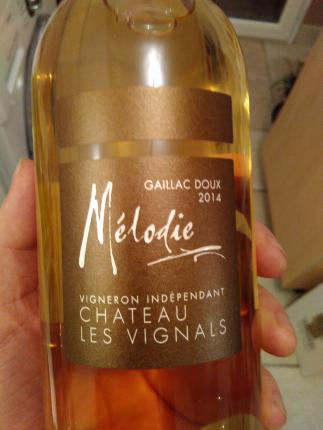 GAILLAC DOUX
2014
Mélodie
VIGNERON INDÉPENDANT
CHATEAU
LES VIGNALS